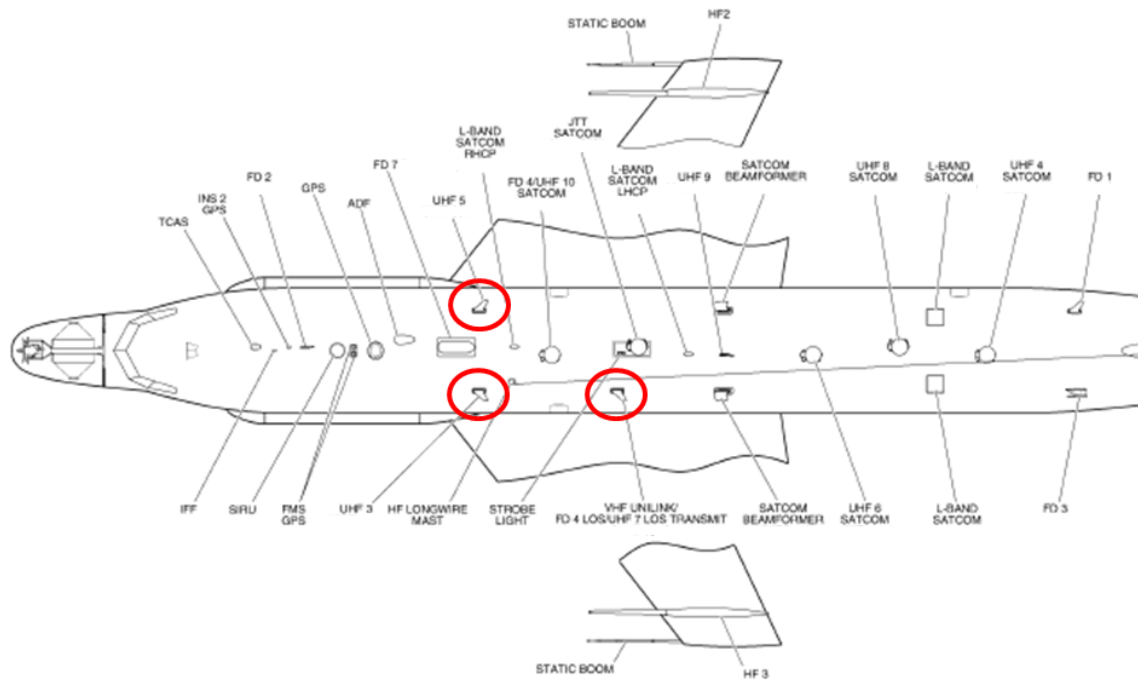 STATIC BOOM
HF2
L-BAND
SATCOM
RHCP
JTT
SATCOM
FD 7
FD 4/UHF 10
SATCOM
L-BAND
SATCOM
LHCP
UHF 9
SATCOM
BEAMFORMER
UHF 8
SATCOM
L-BAND
SATCOM
UHF 4
SATCOM
FD 1
FD 2
GPS
ADF
UHF 5
INS 2
GPS
TCAS
IFF
SIRU
FMS
GPS
UHF 3
HF LONGWIRE
MAST
STROBE
LIGHT
VHF UNILINK/
FD 4 LOS/UHF 7 LOS TRANSMIT
SATCOM
BEAMFORMER
UHF 6
SATCOM
L-BAND
SATCOM
FD 3
STATIC BOOM
HF 3